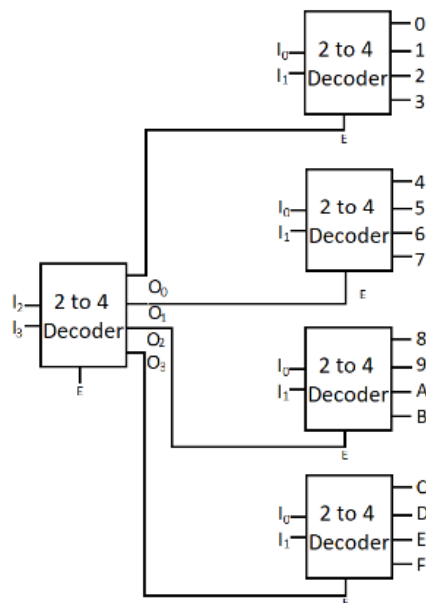 0
I₀ 2 to 4 1
I₁ Decoder 2
3
E
4
I₀ 2 to 4 5
I₁ Decoder 6
7
E
I₂ 2 to 4 O₀
I₃ Decoder O₁
O₂
O₃
E
8
I₀ 2 to 4 9
I₁ Decoder A
B
E
C
I₀ 2 to 4 D
I₁ Decoder E
F
E